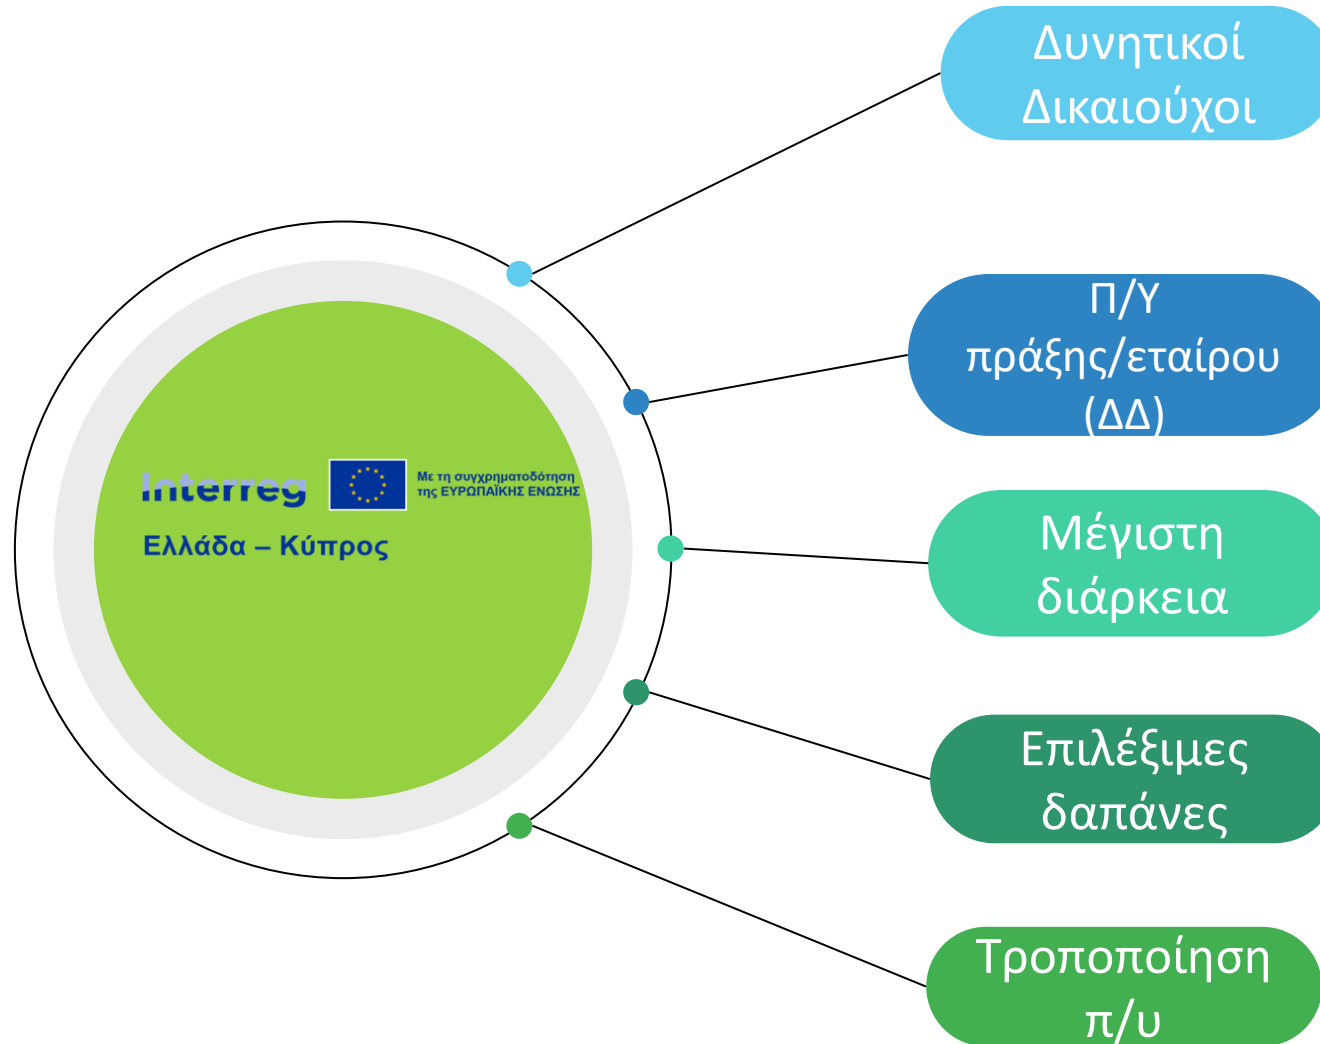 Δυνητικοί
Δικαιούχοι
Π/Υ
πράξης/εταίρου
(ΔΔ)
Interreg
Με τη συγχρηματοδότηση
της ΕΥΡΩΠΑΪΚΗΣ ΕΝΩΣΗΣ
Ελλάδα – Κύπρος
Μέγιστη
διάρκεια
Επιλέξιμες
δαπάνες
Τροποποίηση
π/υ